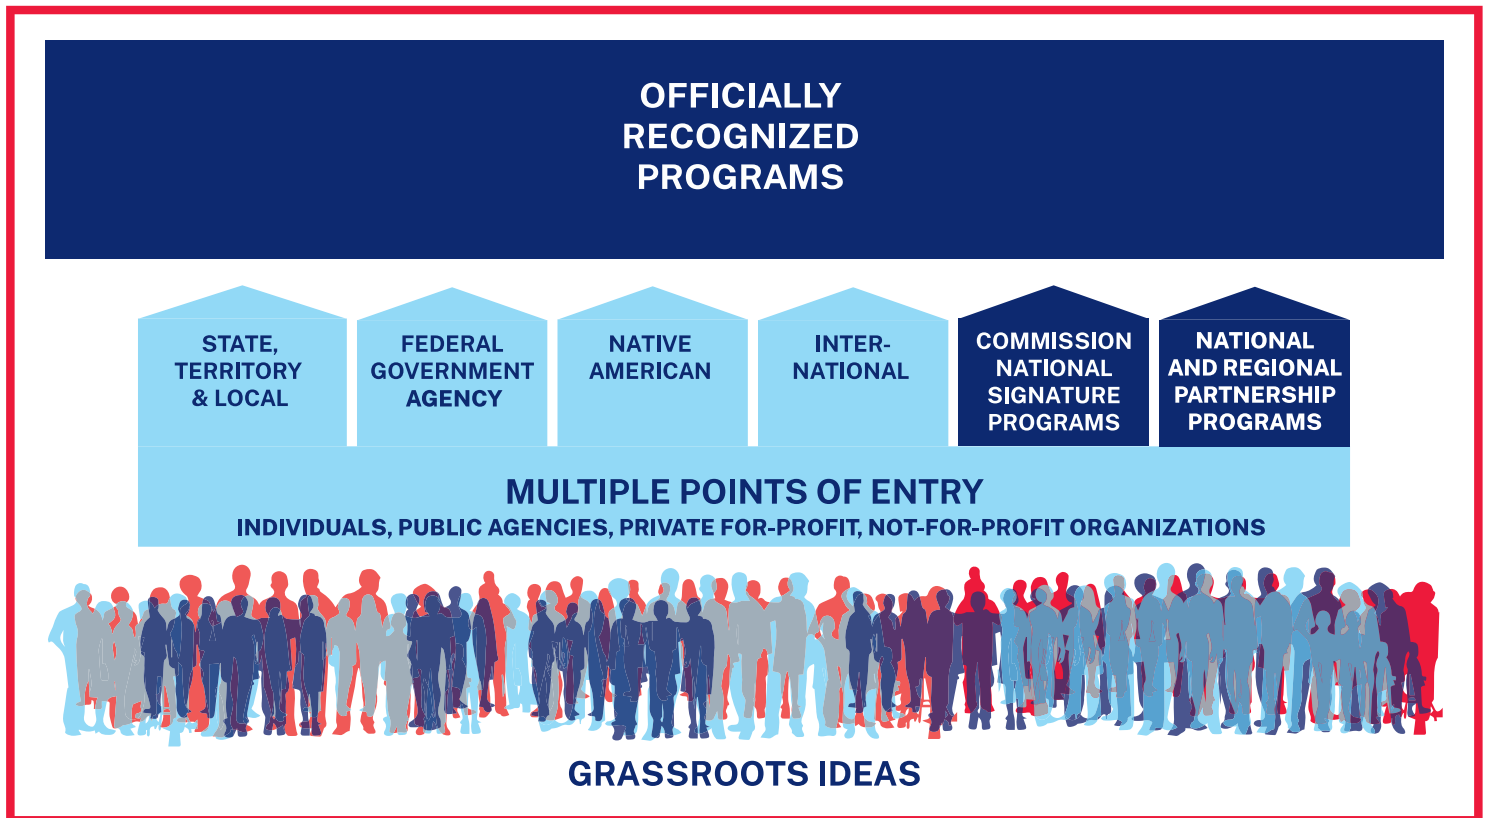 OFFICIALLY
RECOGNIZED
PROGRAMS
STATE,
TERRITORY
& LOCAL
FEDERAL
GOVERNMENT
AGENCY
NATIVE
AMERICAN
INTER-
NATIONAL
COMMISSION
NATIONAL
SIGNATURE
PROGRAMS
NATIONAL
AND REGIONAL
PARTNERSHIP
PROGRAMS
MULTIPLE POINTS OF ENTRY
INDIVIDUALS, PUBLIC AGENCIES, PRIVATE FOR-PROFIT, NOT-FOR-PROFIT ORGANIZATIONS
GRASSROOTS IDEAS